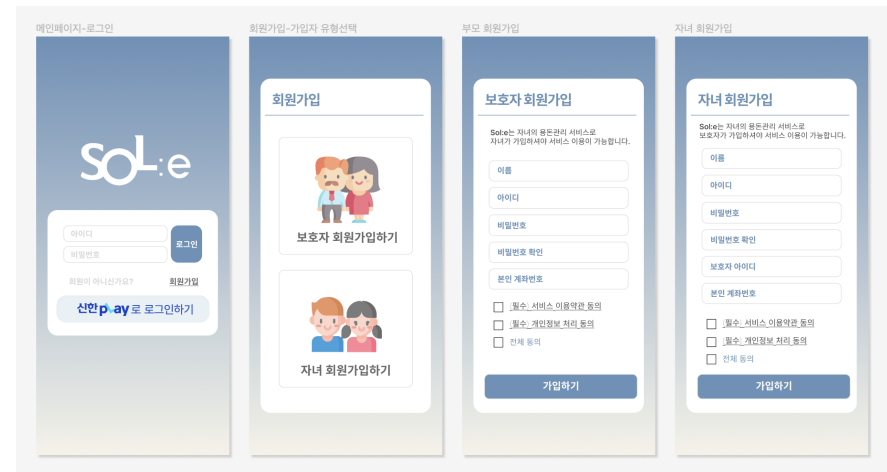 메인페이지-로그인
Sol:e
아이디
비밀번호
로그인
회원이 아니신가요?
회원가입
신한play로 로그인하기
회원가입-가입자 유형선택
회원가입
보호자 회원가입하기
자녀 회원가입하기
부모 회원가입
보호자 회원가입
Sol:e는 자녀의 용돈관리 서비스로
자녀가 가입하셔야 서비스 이용이 가능합니다.
이름
아이디
비밀번호
비밀번호 확인
본인 계좌번호
(필수) 서비스 이용약관 동의
(필수) 개인정보 처리 동의
전체 동의
가입하기
자녀 회원가입
자녀 회원가입
Sol:e는 자녀의 용돈관리 서비스로
보호자가 가입하셔야 서비스 이용이 가능합니다.
이름
아이디
비밀번호
비밀번호 확인
보호자 아이디
본인 계좌번호
(필수) 서비스 이용약관 동의
(필수) 개인정보 처리 동의
전체 동의
가입하기